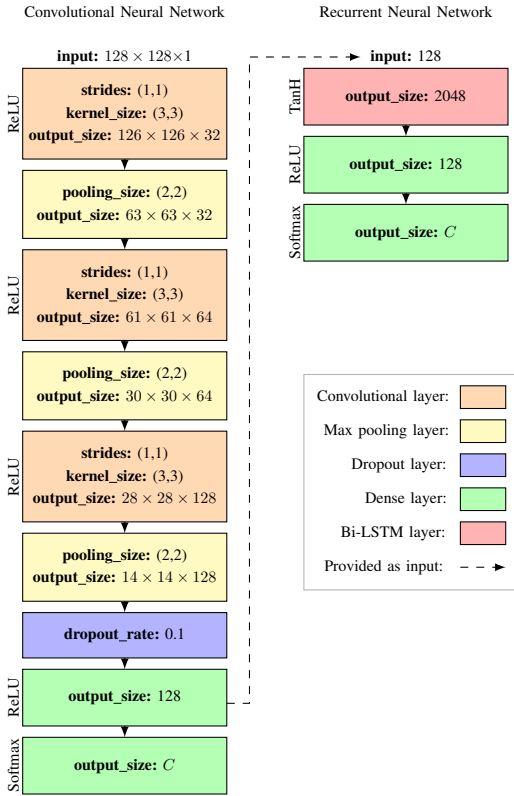 Convolutional Neural Network
input: 128 × 128×1
ReLU
strides: (1,1)
kernel_size: (3,3)
output_size: 126 × 126 × 32
pooling_size: (2,2)
output_size: 63 × 63 × 32
ReLU
strides: (1,1)
kernel_size: (3,3)
output_size: 61 × 61 × 64
pooling_size: (2,2)
output_size: 30 × 30 × 64
ReLU
strides: (1,1)
kernel_size: (3,3)
output_size: 28 × 28 × 128
pooling_size: (2,2)
output_size: 14 × 14 × 128
dropout_rate: 0.1
ReLU
output_size: 128
Softmax
output_size: C
Recurrent Neural Network
input: 128
TanH
output_size: 2048
ReLU
output_size: 128
Softmax
output_size: C
Convolutional layer:
Max pooling layer:
Dropout layer:
Dense layer:
Bi-LSTM layer:
Provided as input: